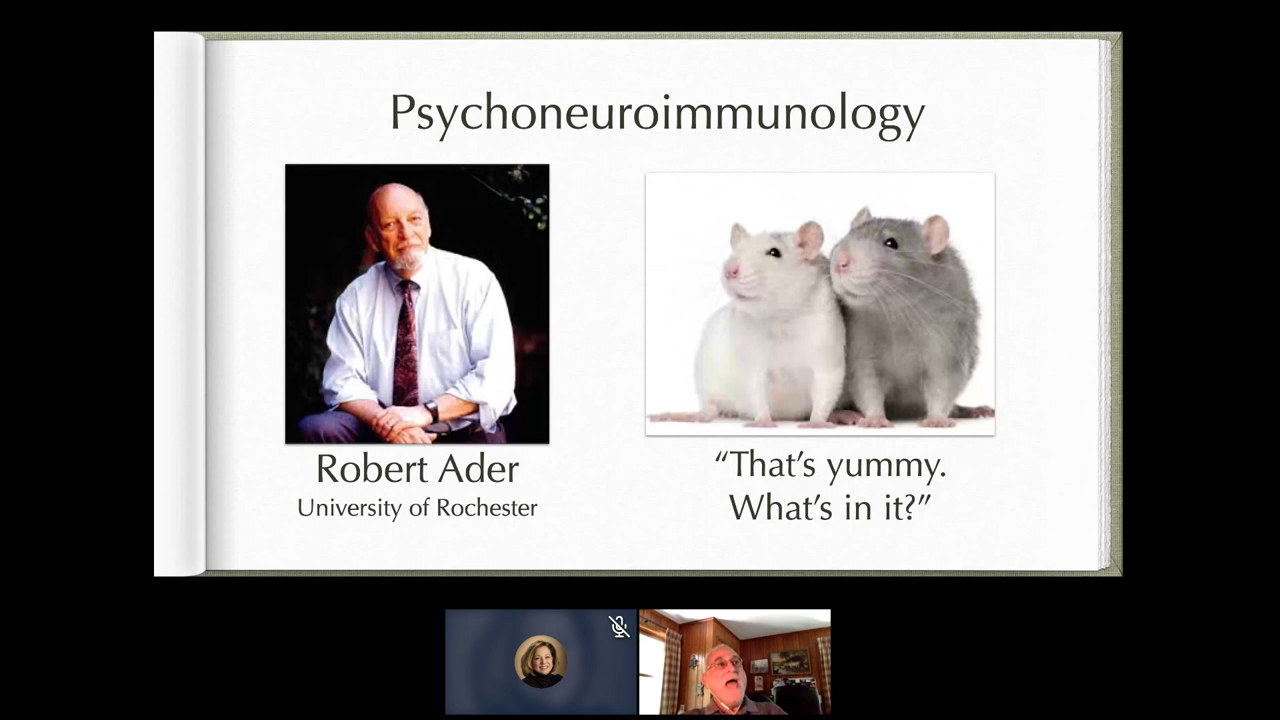 Psychoneuroimmunology
Robert Ader
University of Rochester
“That’s yummy.
What’s in it?”